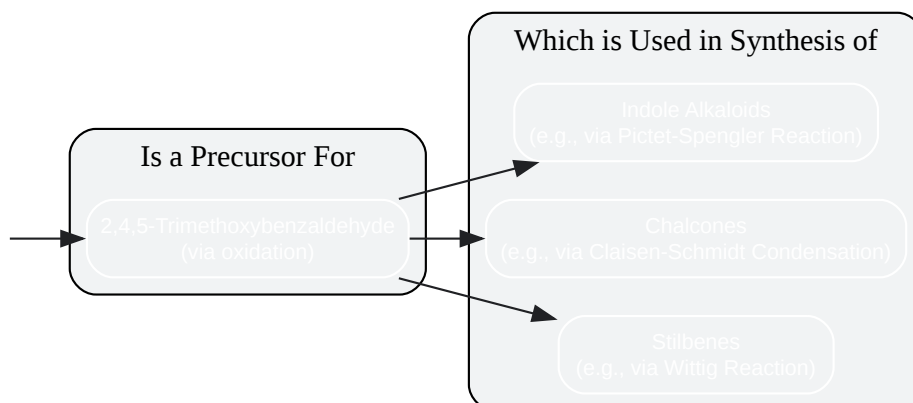 Which is Used in Synthesis of
Indole Alkaloids
(e.g., via Pictet-Spengler Reaction)
Is a Precursor For
2,4,5-Trimethoxybenzaldehyde
(via oxidation)
Chalcones
(e.g., via Claisen-Schmidt Condensation)
Stilbenes
(e.g., via Wittig Reaction)